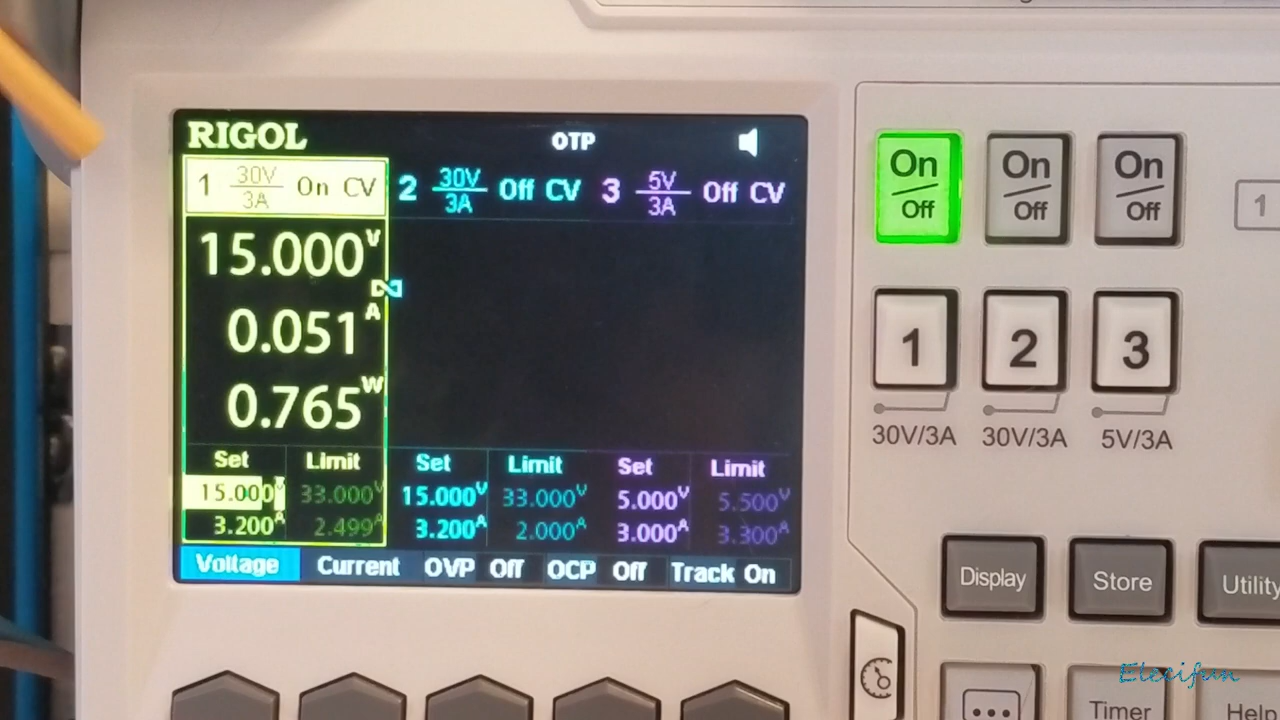 RIGOL OTP
1 30V/3A On CV 2 30V/3A Off CV 3 5V/3A Off CV
15.000V
0.051A
0.765W
Set Limit Set Limit Set Limit
15.000V 33.000V 15.000V 33.000V 5.000V 5.500V
3.200A 2.499A 3.200A 2.000A 3.000A 3.300A
Voltage Current OVP Off OCP Off Track On
On/Off On/Off On/Off
1
1 2 3
30V/3A 30V/3A 5V/3A
Display Store Utility
Timer Help
Elecifun